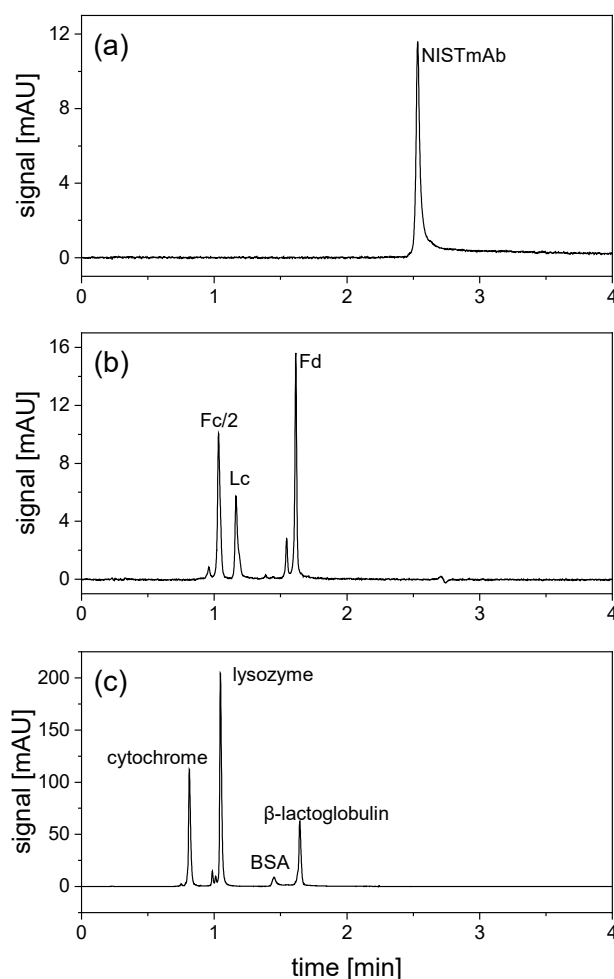 (a)
NISTmAb
signal [mAU]
12
8
4
0
0 1 2 3 4
(b)
Fd
Fc/2
Lc
signal [mAU]
16
12
8
4
0
0 1 2 3 4
(c)
lysozyme
cytochrome
β-lactoglobulin
BSA
signal [mAU]
200
150
100
50
0
0 1 2 3 4
time [min]